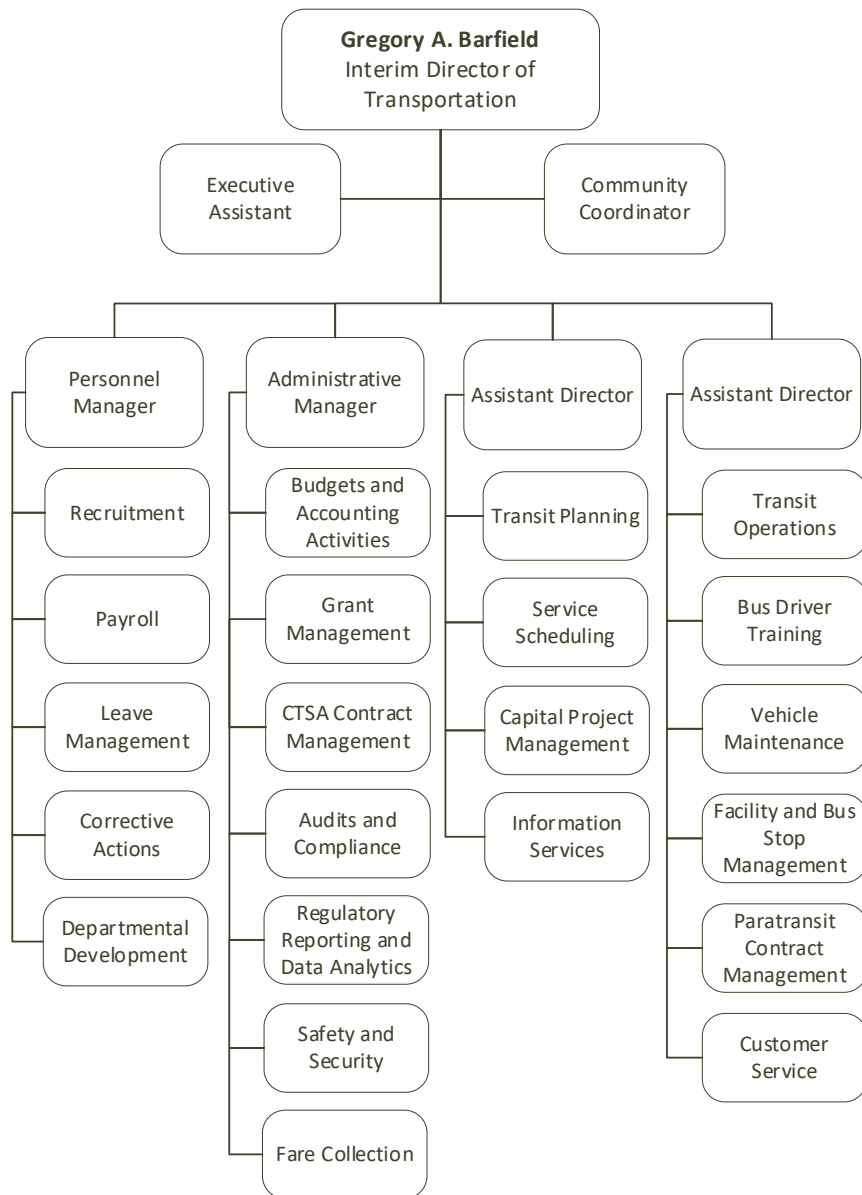 Gregory A. Barfield
Interim Director of
Transportation
Executive
Assistant
Community
Coordinator
Personnel
Manager
Recruitment
Payroll
Leave
Management
Corrective
Actions
Departmental
Development
Administrative
Manager
Budgets and
Accounting
Activities
Grant
Management
CTSA Contract
Management
Audits and
Compliance
Regulatory
Reporting and
Data Analytics
Safety and
Security
Fare Collection
Assistant Director
Transit Planning
Service
Scheduling
Capital Project
Management
Information
Services
Assistant Director
Transit
Operations
Bus Driver
Training
Vehicle
Maintenance
Facility and Bus
Stop
Management
Paratransit
Contract
Management
Customer
Service